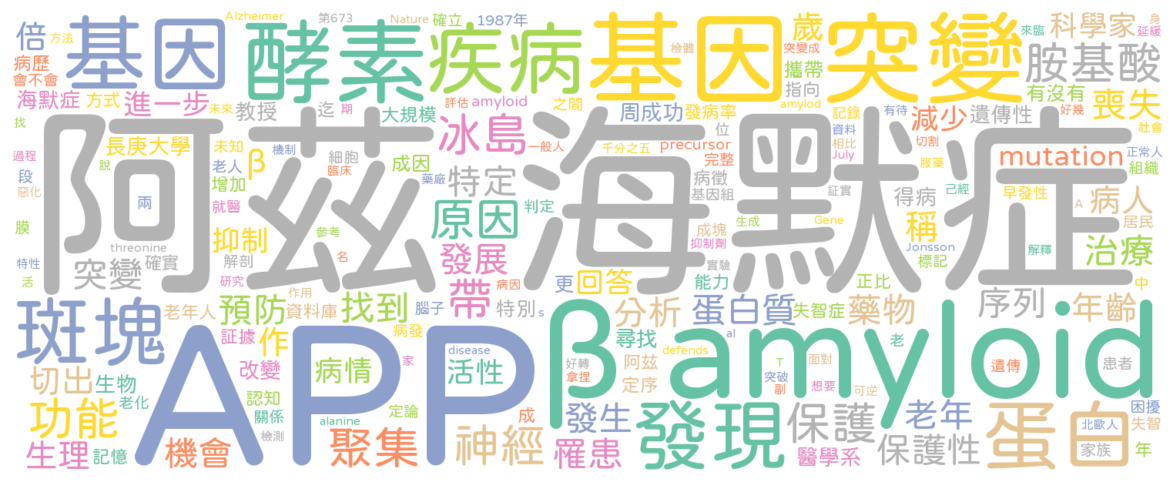 倍 方法 基因 Alzheimer 酵素 第673 疾病 Nature 確立 1987年 基因突變 歲 科學家 來臨 身 延緩
病歷 會不會 檢體 突變成 攜帶 指向 胺基酸
海默症 方式 進一步 未來 教授 迄 期 大規模 評估 amyloid 之間 周成功 發病率 amylod 記錄 有待 減少 遺傳性 有沒有 好幾 喪失 社會
找 長庚大學 未知 β 機制 細胞 臨床 成因 冰島 一般人 千分之五 位 precursor 完整 資料 相比 July 切割 mutation 正常人 組織
過程 段 說 老人 增加 藥廠 特定 病徵 基因組 服藥 己經 早發性 A 病人
惡化 兩 就醫 阿茲海默症 得病 証實 居民
膜 threonine 抑制 參考 原因 判定 生成 成塊 抑制劑 Gene 稱 Jonsson 標記 解釋 治療
特性 活 突變 確實 解剖 研究 名 發展 病因 更 回答 實驗 能力 正比 中
斑塊 老年人 預防 作用 資料庫 找到 腦子 帶 特別 s 分析 蛋白質 失智症 藥物 序列 年齡
証據 作 病發 尋找 al 老
切出 生物 改變 APP 病情 家 disease 活性 好轉 阿茲 defends β amyloid T 突破 面對 遺傳 患者
老化 認知 拿捏 定序 副 想要 可逆
功能 關係 alanine 定論 成 發生 發現 保護 老年 蛋白 困擾 北歐人 失智
生理 記憶 機會 檢測 聚集 神經 罹患 醫學系 保護性 家族 年